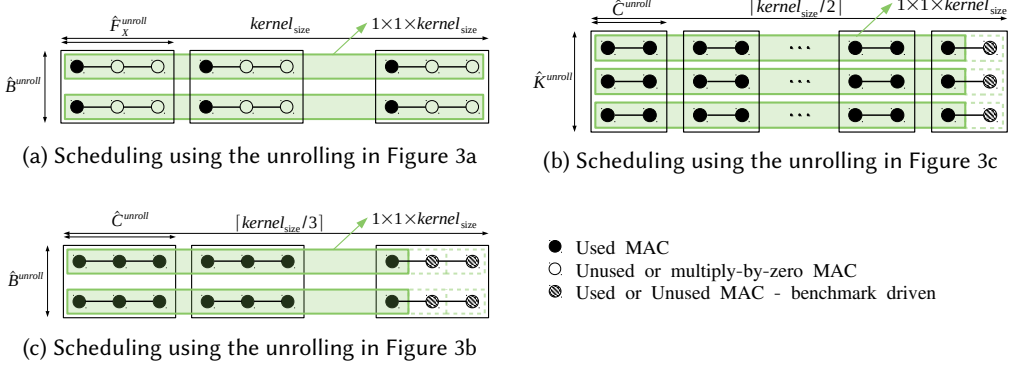 F̂_X^unroll kernel_size 1×1×kernel_size
B̂^unroll
(a) Scheduling using the unrolling in Figure 3a
Ĉ^unroll ⌈kernel_size/2⌉ 1×1×kernel_size
K̂^unroll
(b) Scheduling using the unrolling in Figure 3c
Ĉ^unroll ⌈kernel_size/3⌉ 1×1×kernel_size
B̂^unroll
(c) Scheduling using the unrolling in Figure 3b
Used MAC
Unused or multiply-by-zero MAC
Used or Unused MAC - benchmark driven